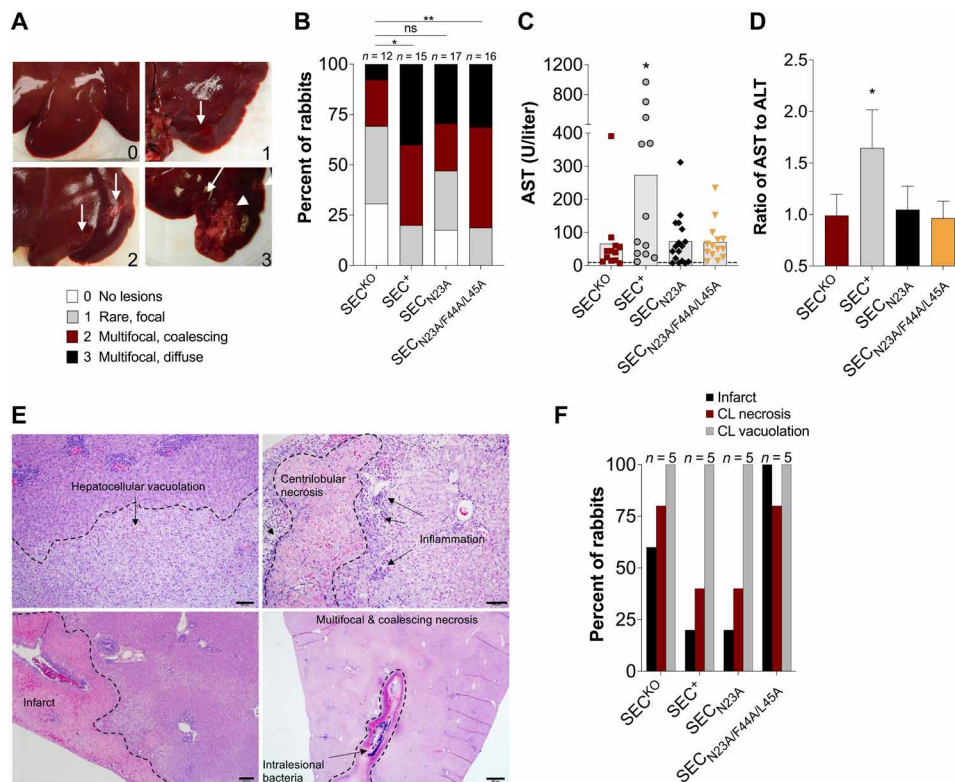 A
0
1
2
3
0 No lesions
1 Rare, focal
2 Multifocal, coalescing
3 Multifocal, diffuse
B
**
ns
*
n = 12 n = 15 n = 17 n = 16
Percent of rabbits
100
75
50
25
0
SECKO
SEC+
SECN23A
SECN23A/F44A/L45A
C
AST (U/liter)
1200
800
400
300
200
100
0
*
SECKO
SEC+
SECN23A
SECN23A/F44A/L45A
D
Ratio of AST to ALT
2.5
2.0
1.5
1.0
0.5
*
SECKO
SEC+
SECN23A
SECN23A/F44A/L45A
E
Hepatocellular vacuolation
Centrilobular
necrosis
Inflammation
Infarct
Multifocal & coalescing necrosis
Intralesional
bacteria
F
Infarct
CL necrosis
CL vacuolation
n = 5 n = 5 n = 5 n = 5
Percent of rabbits
100
75
50
25
0
SECKO
SEC+
SECN23A
SECN23A/F44A/L45A